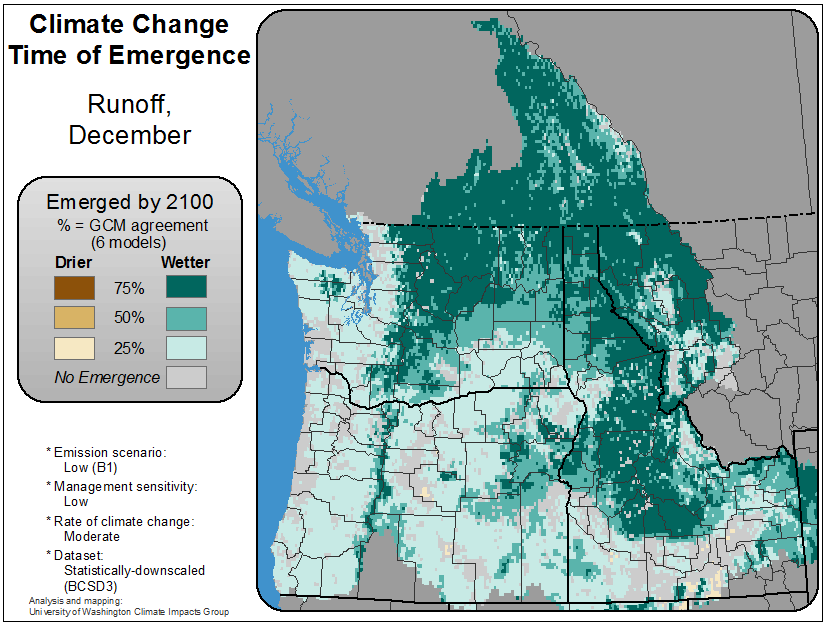 Climate Change
Time of Emergence
Runoff,
December
Emerged by 2100
% = GCM agreement
(6 models)
Drier Wetter
75%
50%
25%
No Emergence
* Emission scenario:
Low (B1)
* Management sensitivity:
Low
* Rate of climate change:
Moderate
* Dataset:
Statistically-downscaled
(BCSD3)
Analysis and mapping:
University of Washington Climate Impacts Group